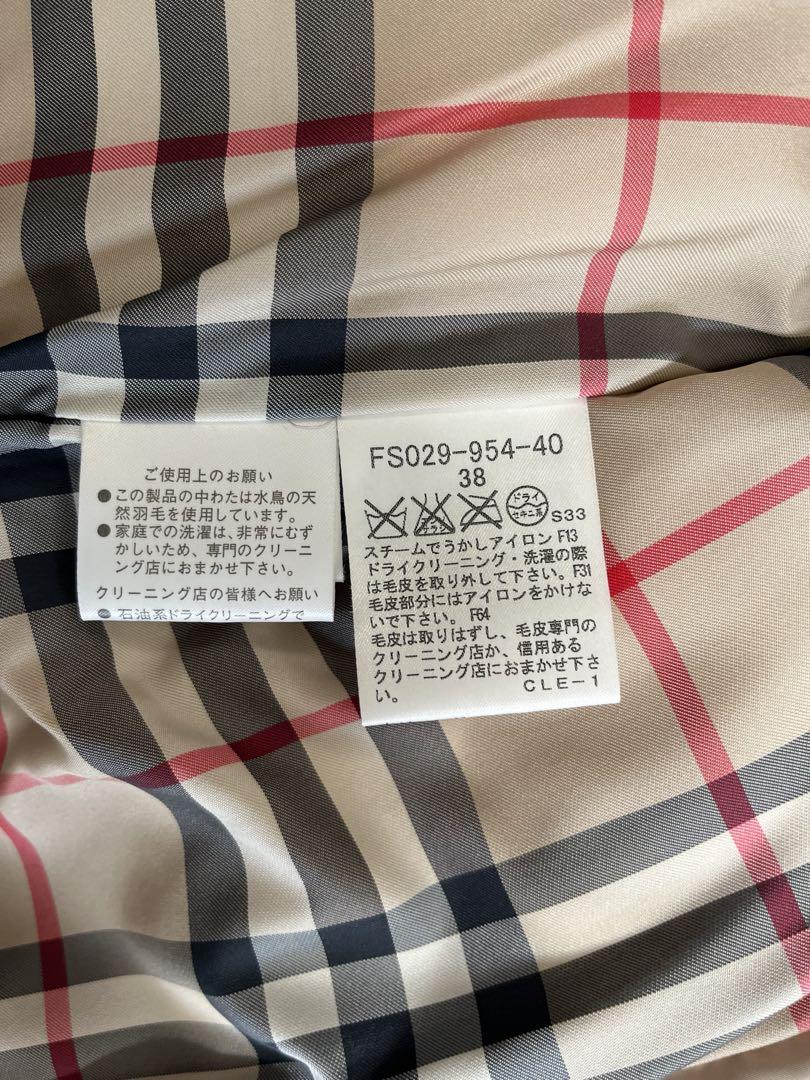 ご使用上のお願い
●この製品の中わたは水鳥の天
然羽毛を使用しています。
●家庭での洗濯は、非常にむず
かしいため、専門のクリーニ
ング店におまかせ下さい。
クリーニング店の皆様へお願い
●石油系ドライクリーニングで
FS029-954-40
38
エンソ
サラシ
ドライ
セキユ系
S33
スチームでうかしアイロン F13
ドライクリーニング・洗濯の際
は毛皮を取り外して下さい。F31
毛皮部分にはアイロンをかけな
いで下さい。F64
毛皮は取りはずし、毛皮専門の
クリーニング店か、信用ある
クリーニング店におまかせ下さ
い。 CLE-1